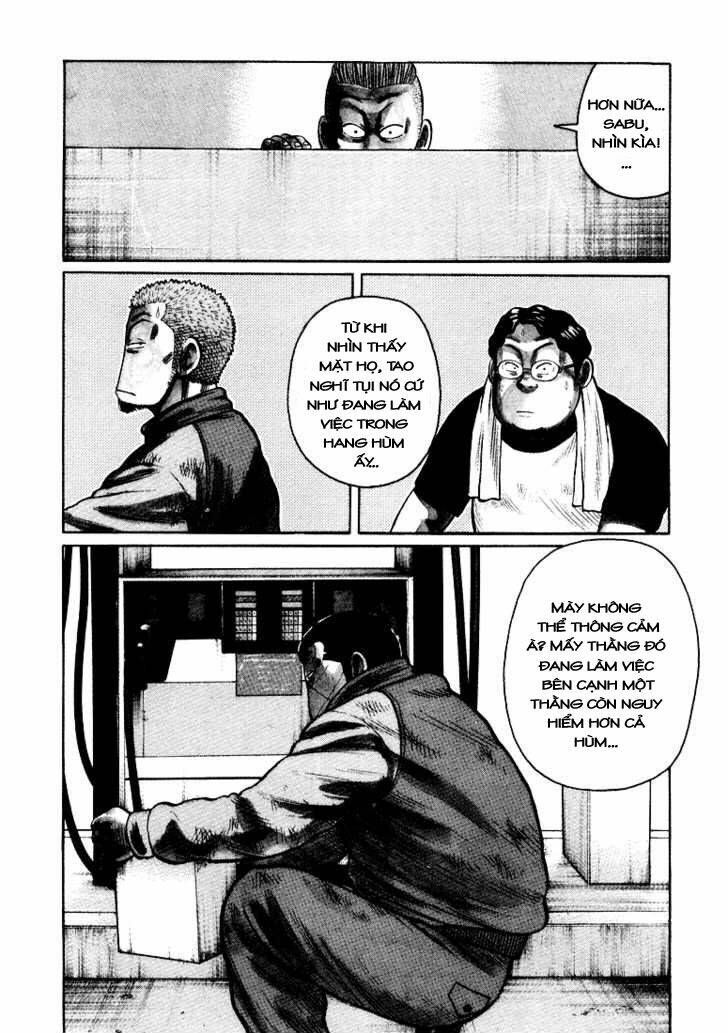 HƠN NỮA...
SABU,
NHÌN KÌA!
...
TỪ KHI
NHÌN THẤY
MẶT HỌ, TAO
NGHĨ TỤI NÓ CỨ
NHƯ ĐANG LÀM
VIỆC TRONG
HANG HÙM
ẤY...
MÀY KHÔNG
THỂ THÔNG CẢM
À? MẤY THẰNG ĐÓ
ĐANG LÀM VIỆC
BÊN CẠNH MỘT
THẰNG CÒN NGUY
HIỂM HƠN CẢ
HÙM...